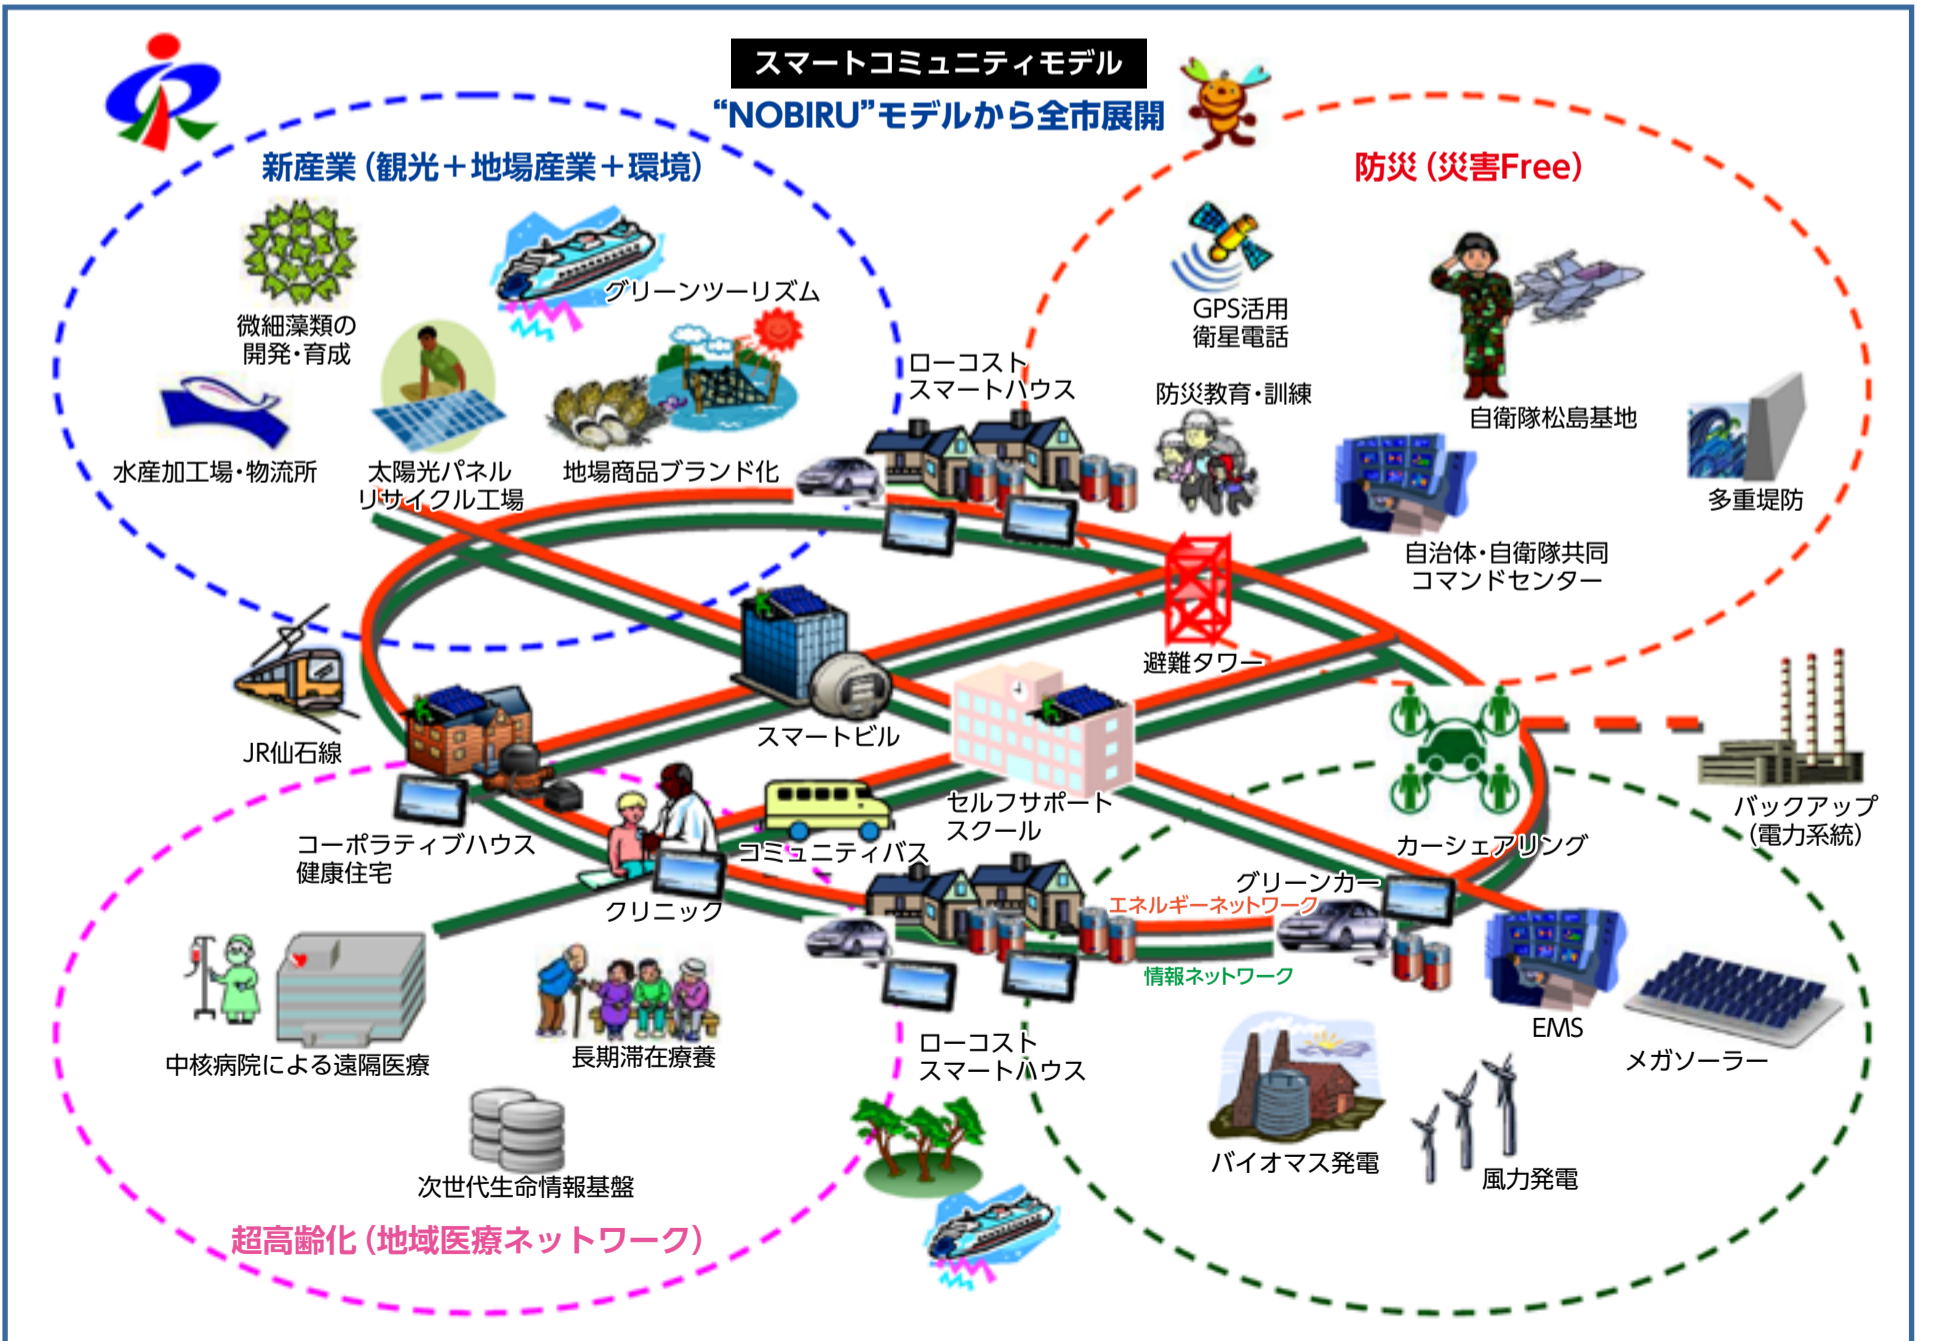 スマートコミュニティモデル
“NOBIRU”モデルから全市展開
新産業（観光＋地場産業＋環境）
防災（災害Free）
グリーンツーリズム
微細藻類の
開発・育成
GPS活用
衛星電話
ローコスト
スマートハウス
防災教育・訓練
自衛隊松島基地
水産加工場・物流所
太陽光パネル
リサイクル工場
地場商品ブランド化
多重堤防
自治体・自衛隊共同
コマンドセンター
避難タワー
JR仙石線
スマートビル
セルフサポート
スクール
バックアップ
（電力系統）
コーポラティブハウス
健康住宅
コミュニティバス
カーシェアリング
クリニック
グリーンカー
エネルギーネットワーク
情報ネットワーク
EMS
メガソーラー
中核病院による遠隔医療
長期滞在療養
ローコスト
スマートハウス
バイオマス発電
風力発電
次世代生命情報基盤
超高齢化（地域医療ネットワーク）